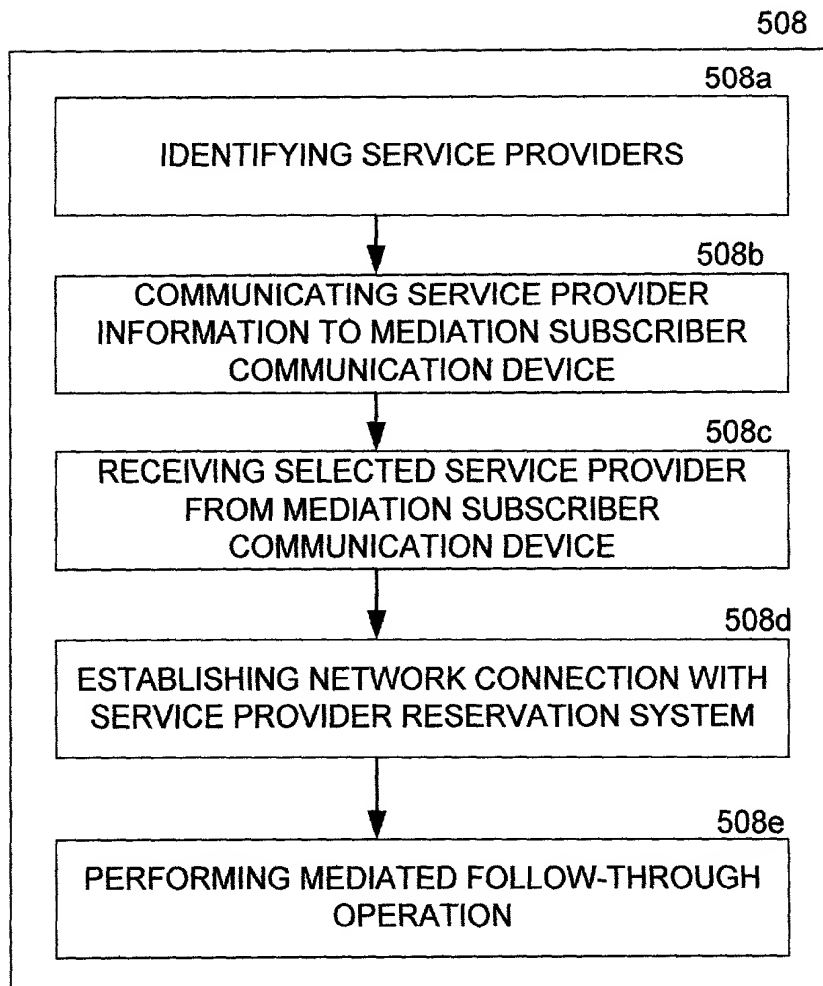 508
508a
IDENTIFYING SERVICE PROVIDERS
508b
COMMUNICATING SERVICE PROVIDER
INFORMATION TO MEDIATION SUBSCRIBER
COMMUNICATION DEVICE
508c
RECEIVING SELECTED SERVICE PROVIDER
FROM MEDIATION SUBSCRIBER
COMMUNICATION DEVICE
508d
ESTABLISHING NETWORK CONNECTION WITH
SERVICE PROVIDER RESERVATION SYSTEM
508e
PERFORMING MEDIATED FOLLOW-THROUGH
OPERATION